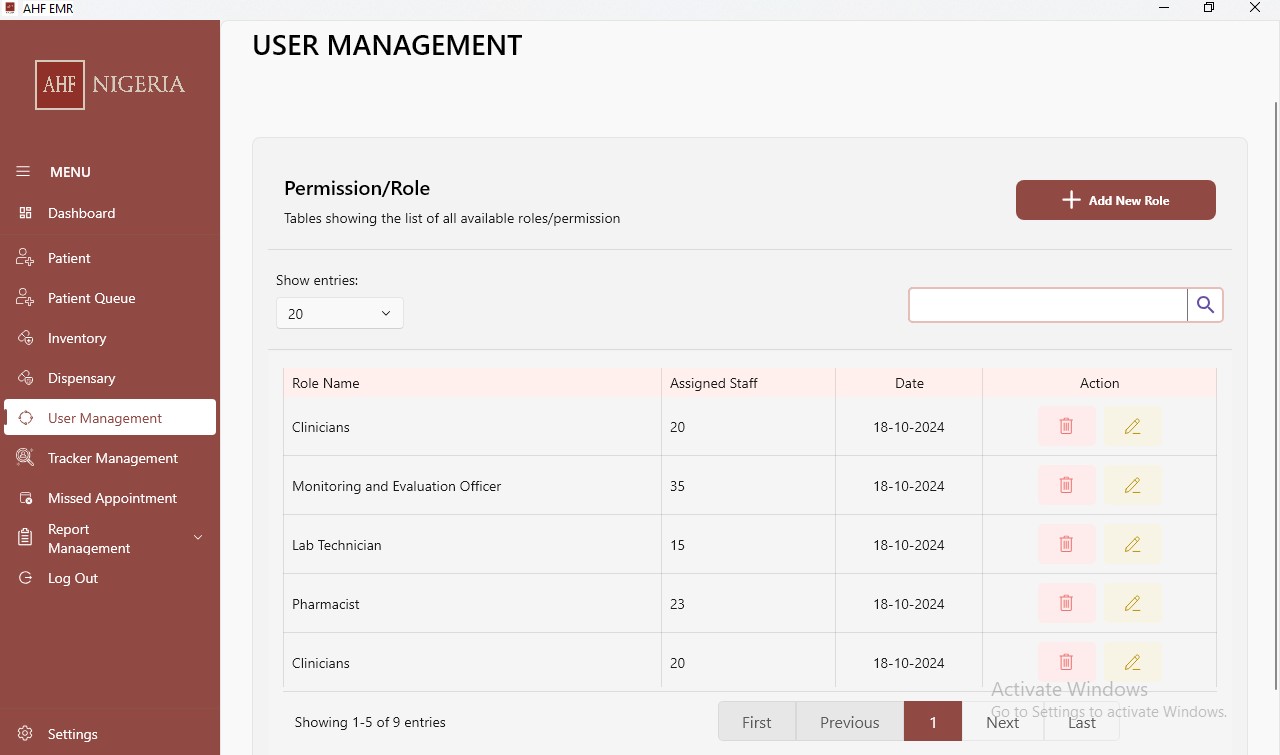 AHF EMR
AHF NIGERIA
MENU
Dashboard
Patient
Patient Queue
Inventory
Dispensary
User Management
Tracker Management
Missed Appointment
Report
Management
Log Out
Settings
USER MANAGEMENT
Permission/Role
Tables showing the list of all available roles/permission
Add New Role
Show entries:
20
Role Name Assigned Staff Date Action
Clinicians 20 18-10-2024
Monitoring and Evaluation Officer 35 18-10-2024
Lab Technician 15 18-10-2024
Pharmacist 23 18-10-2024
Clinicians 20 18-10-2024
Showing 1-5 of 9 entries
First Previous 1 Next Last
Activate Windows
Go to Settings to activate Windows.